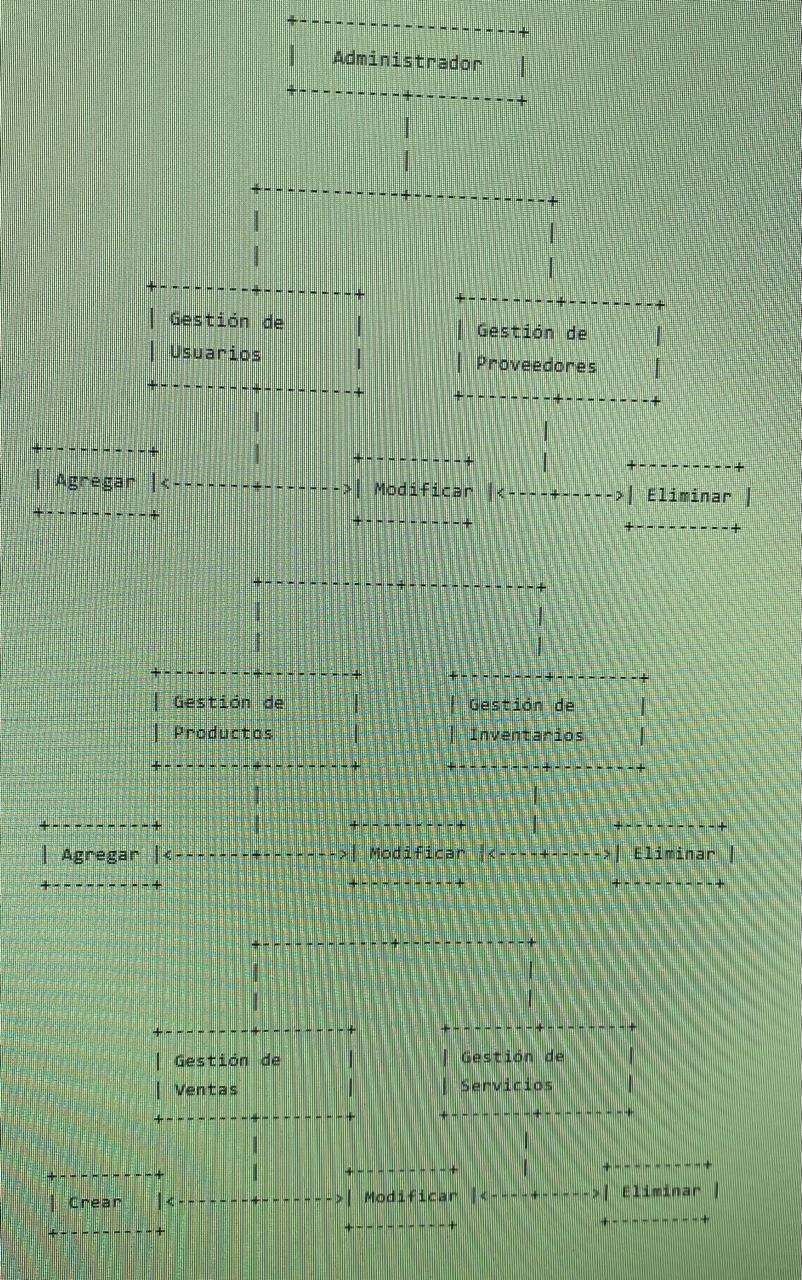 Administrador
Gestión de
Usuarios
Gestión de
Proveedores
Agregar
Modificar
Eliminar
Gestión de
Productos
Gestión de
Inventarios
Agregar
Modificar
Eliminar
Gestión de
Ventas
Gestión de
Servicios
Crear
Modificar
Eliminar